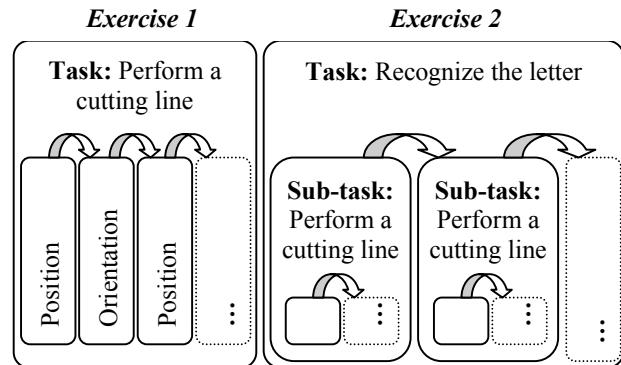 Exercise 1
Exercise 2
Task: Perform a
cutting line
Position
Orientation
Position
...
Task: Recognize the letter
Sub-task:
Perform a
cutting line
...
Sub-task:
Perform a
cutting line
...
...